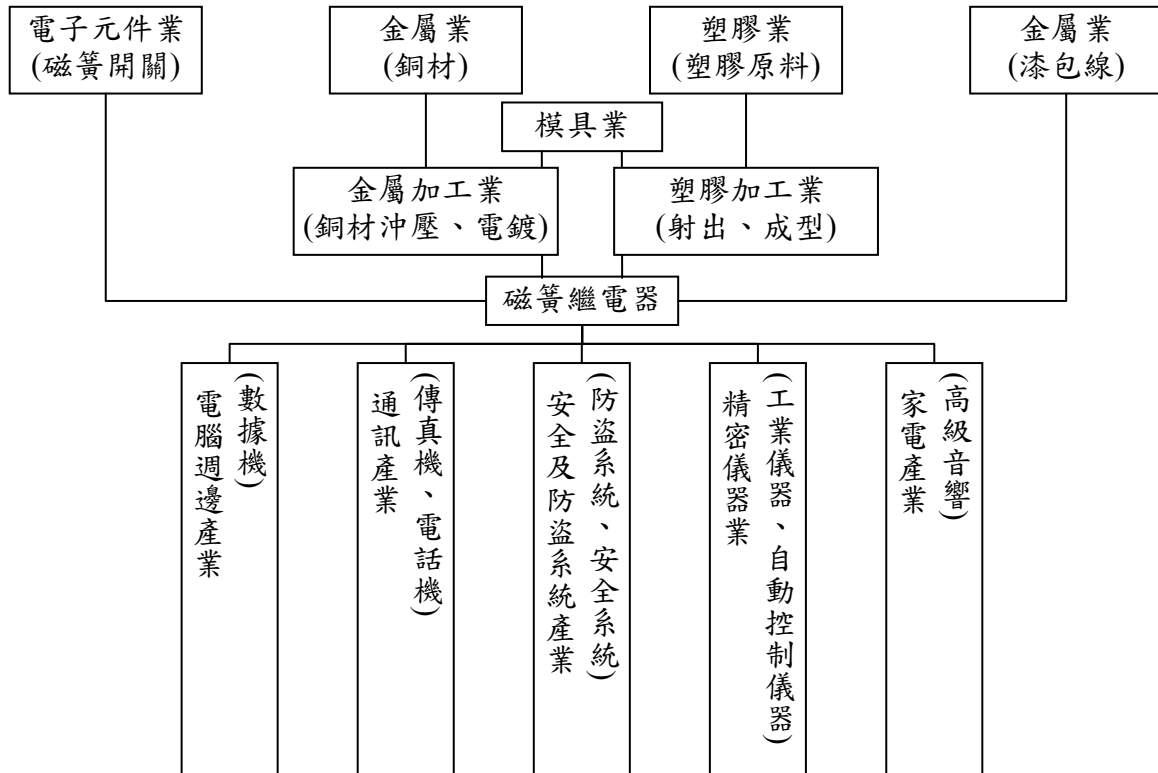 電子元件業
(磁簧開關)
金屬業
(銅材)
塑膠業
(塑膠原料)
金屬業
(漆包線)
模具業
金屬加工業
(銅材沖壓、電鍍)
塑膠加工業
(射出、成型)
磁簧繼電器
電腦週邊產業
(數據機)
通訊產業
(傳真機、電話機)
安全及防盜系統產業
(防盜系統、安全系統)
精密儀器業
(工業儀器、自動控制儀器)
家電產業
(高級音響)